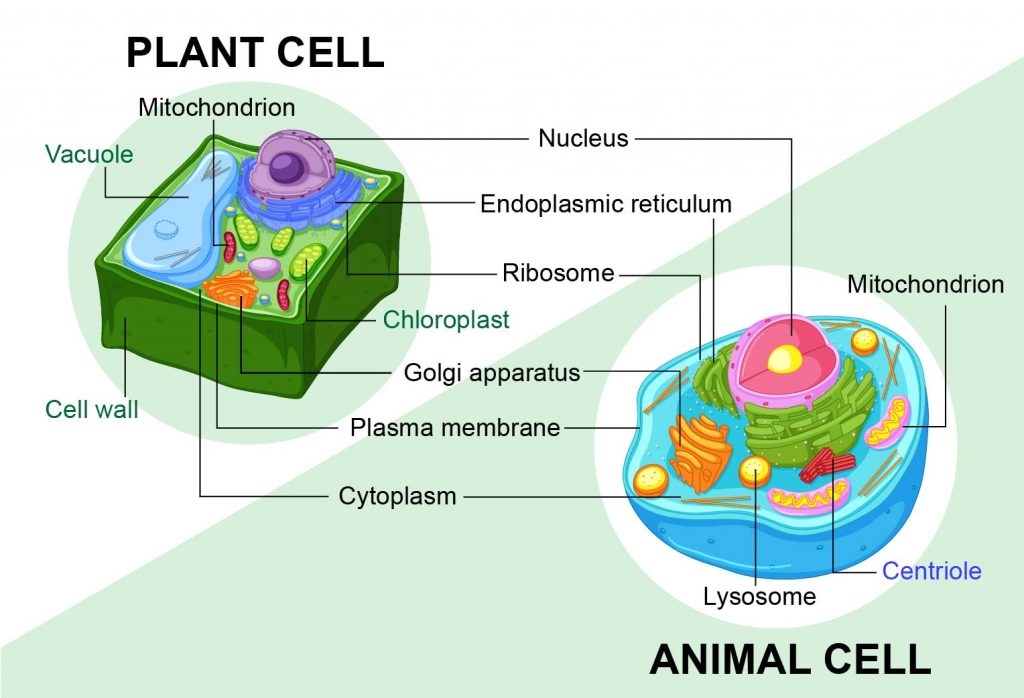 PLANT CELL
Mitochondrion
Nucleus
Vacuole
Endoplasmic reticulum
Ribosome
Mitochondrion
Chloroplast
Golgi apparatus
Cell wall
Plasma membrane
Cytoplasm
Centriole
Lysosome
ANIMAL CELL